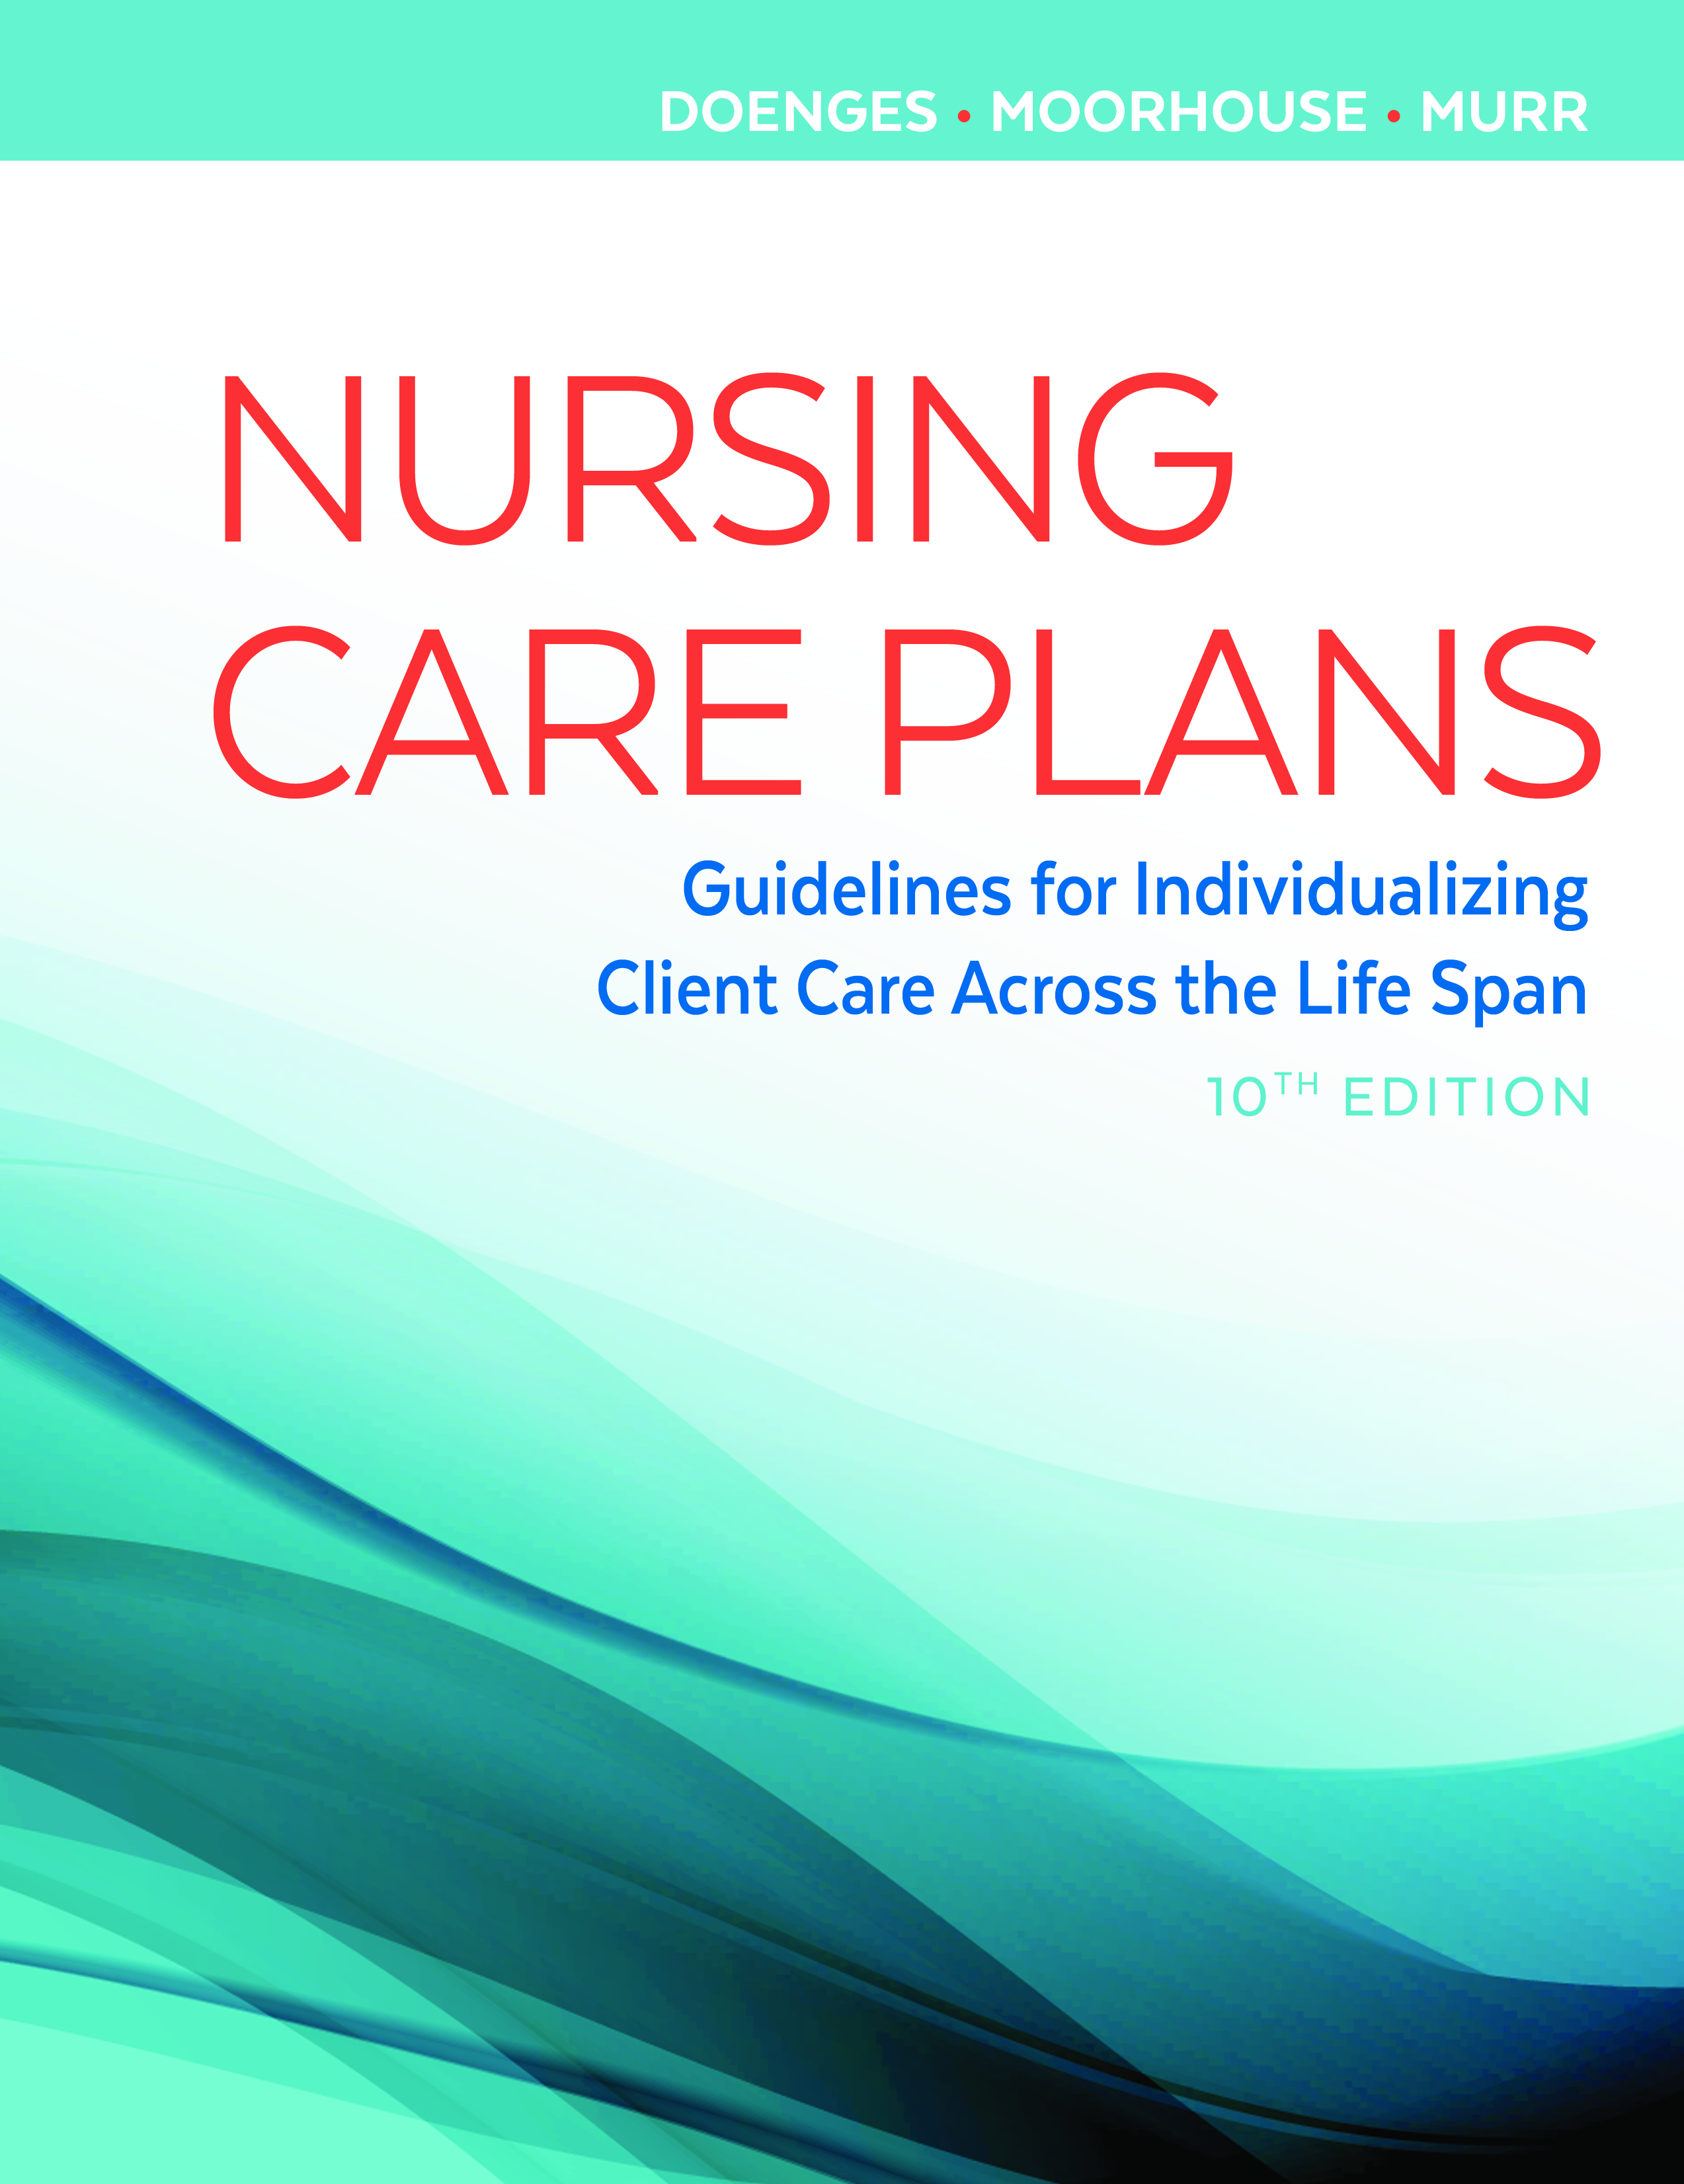 DOENGES • MOORHOUSE • MURR
NURSING
CARE PLANS
Guidelines for Individualizing
Client Care Across the Life Span
10TH EDITION